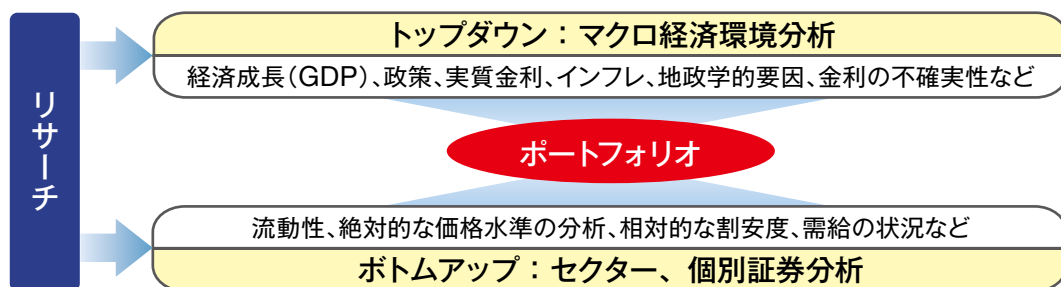 リサーチ
トップダウン：マクロ経済環境分析
経済成長（GDP）、政策、実質金利、インフレ、地政学的要因、金利の不確実性など
ポートフォリオ
流動性、絶対的な価格水準の分析、相対的な割安度、需給の状況など
ボトムアップ：セクター、個別証券分析